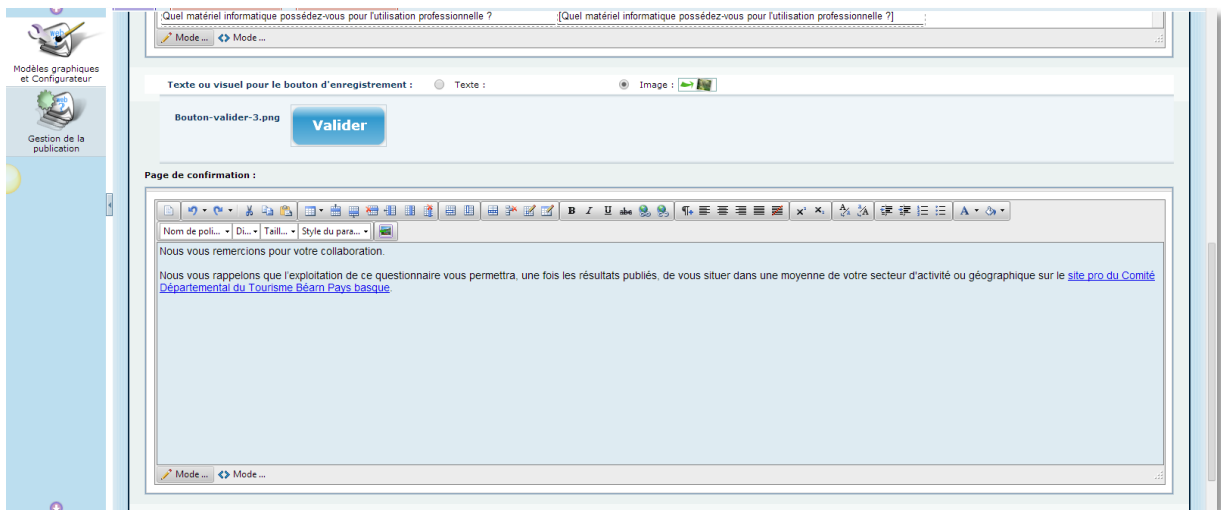 Quel matériel informatique possédez-vous pour l'utilisation professionnelle ? [Quel matériel informatique possédez-vous pour l'utilisation professionnelle ?]
Mode ... Mode ...
Modèles graphiques
et Configurateur
Texte ou visuel pour le bouton d'enregistrement : Texte : Image :
Bouton-valider-3.png Valider
Gestion de la
publication
Page de confirmation :
Nom de poli... Di... Taill... Style du para...
Nous vous remercions pour votre collaboration.
Nous vous rappelons que l'exploitation de ce questionnaire vous permettra, une fois les résultats publiés, de vous situer dans une moyenne de votre secteur d'activité ou géographique sur le site pro du Comité
Départemental du Tourisme Béarn Pays basque.
Mode ... Mode ...